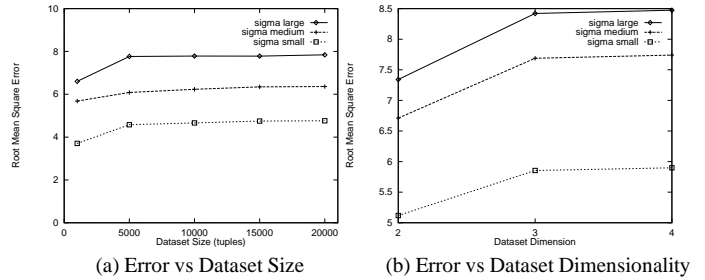 10
8
6
4
2
0
Root Mean Square Error
sigma large
sigma medium
sigma small
0 5000 10000 15000 20000
Dataset Size (tuples)
(a) Error vs Dataset Size
8.5
8
7.5
7
6.5
6
5.5
5
Root Mean Square Error
sigma large
sigma medium
sigma small
2 3 4
Dataset Dimension
(b) Error vs Dataset Dimensionality